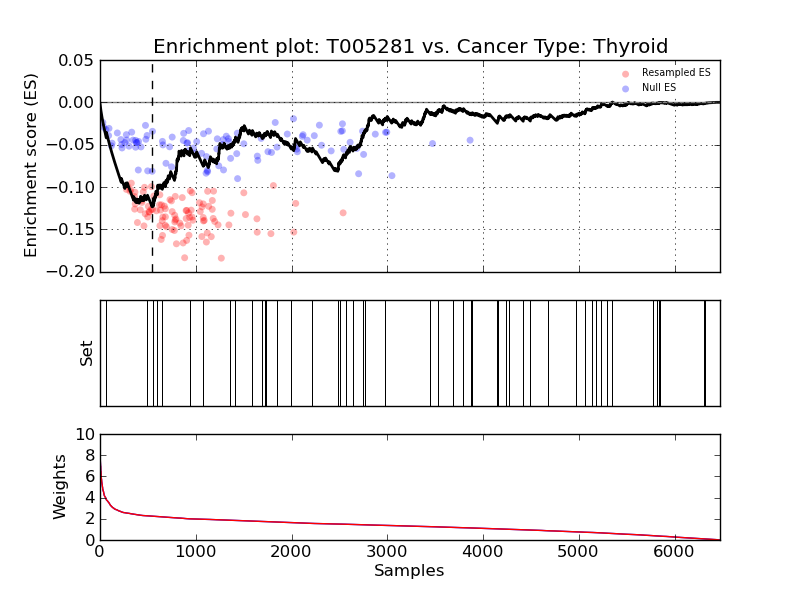 Enrichment plot: T005281 vs. Cancer Type: Thyroid
0.05
0.00
−0.05
−0.10
−0.15
−0.20
Enrichment score (ES)
Resampled ES
Null ES
Set
10
8
6
4
2
0
Weights
0 1000 2000 3000 4000 5000 6000
Samples